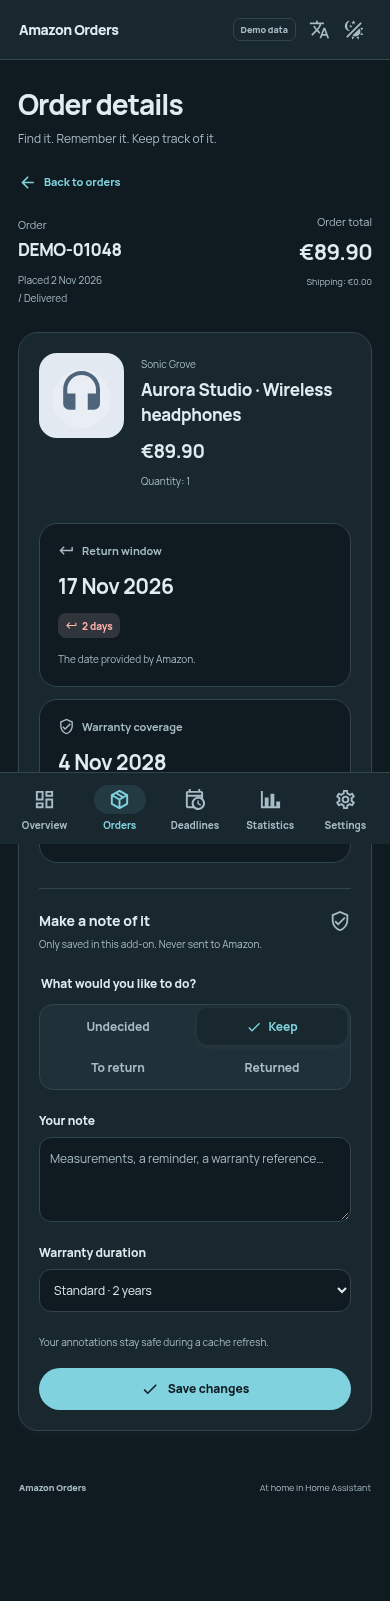 Amazon Orders
Demo data
Order details
Find it. Remember it. Keep track of it.
Back to orders
Order
DEMO-01048
Placed 2 Nov 2026
/ Delivered
Order total
€89.90
Shipping: €0.00
Sonic Grove
Aurora Studio · Wireless
headphones
€89.90
Quantity: 1
Return window
17 Nov 2026
2 days
The date provided by Amazon.
Warranty coverage
4 Nov 2028
Overview
Orders
Deadlines
Statistics
Settings
Make a note of it
Only saved in this add-on. Never sent to Amazon.
What would you like to do?
Undecided
Keep
To return
Returned
Your note
Measurements, a reminder, a warranty reference...
Warranty duration
Standard · 2 years
Your annotations stay safe during a cache refresh.
Save changes
Amazon Orders
At home in Home Assistant